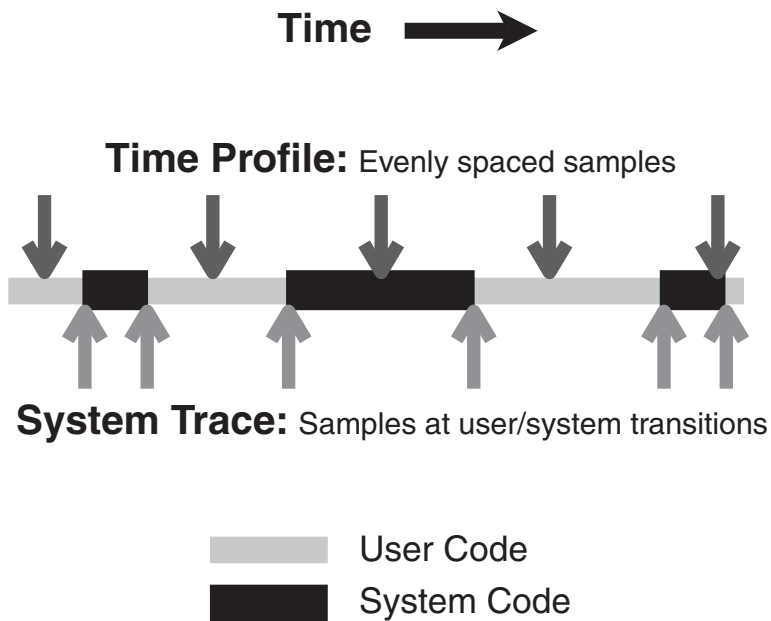 Time
Time Profile: Evenly spaced samples
System Trace: Samples at user/system transitions
User Code
System Code